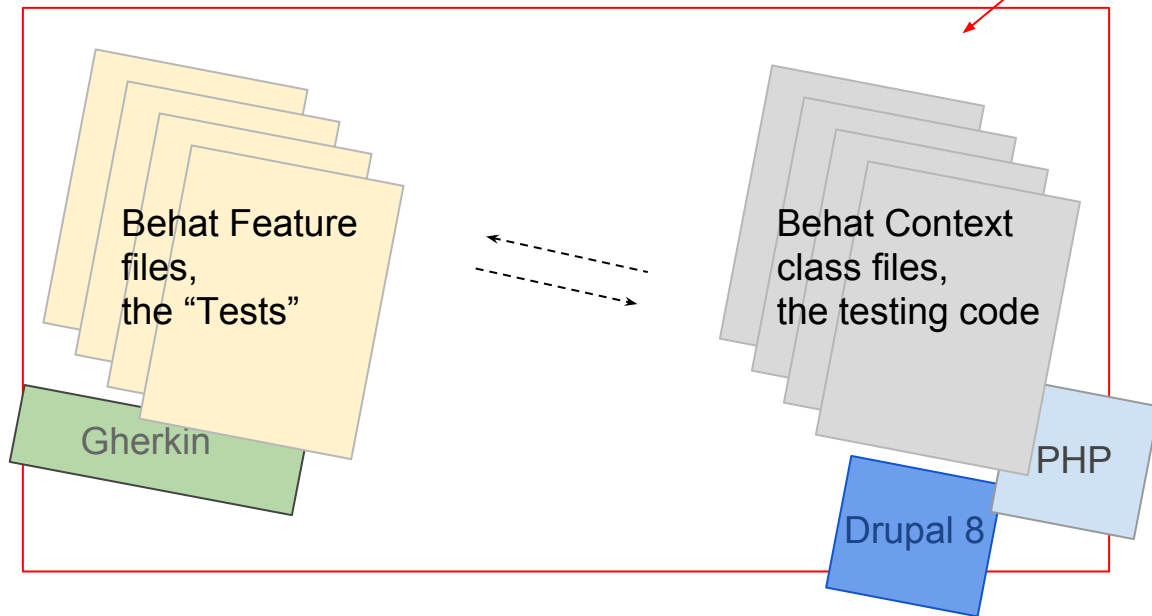 Behat Feature
files,
the “Tests”
Behat Context
class files,
the testing code
Gherkin
PHP
Drupal 8